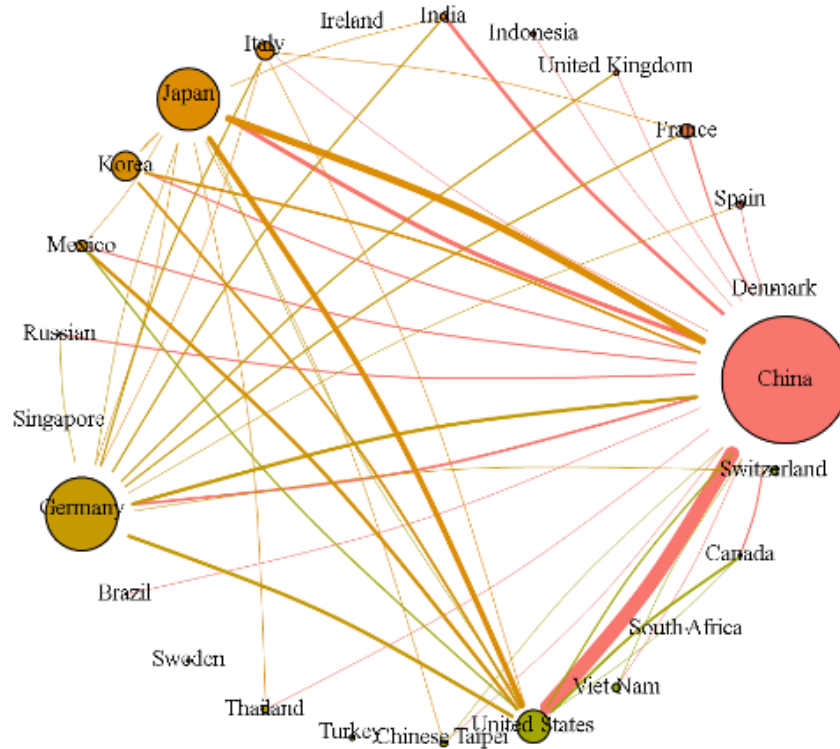 India
Ireland
Indonesia
Italy
United Kingdom
Japan
France
Korea
Spain
Mexico
Denmark
Russian
China
Singapore
Switzerland
Germany
Canada
Brazil
South Africa
Sweden
Viet Nam
Thailand
United States
Turkey
Chinese Taipei